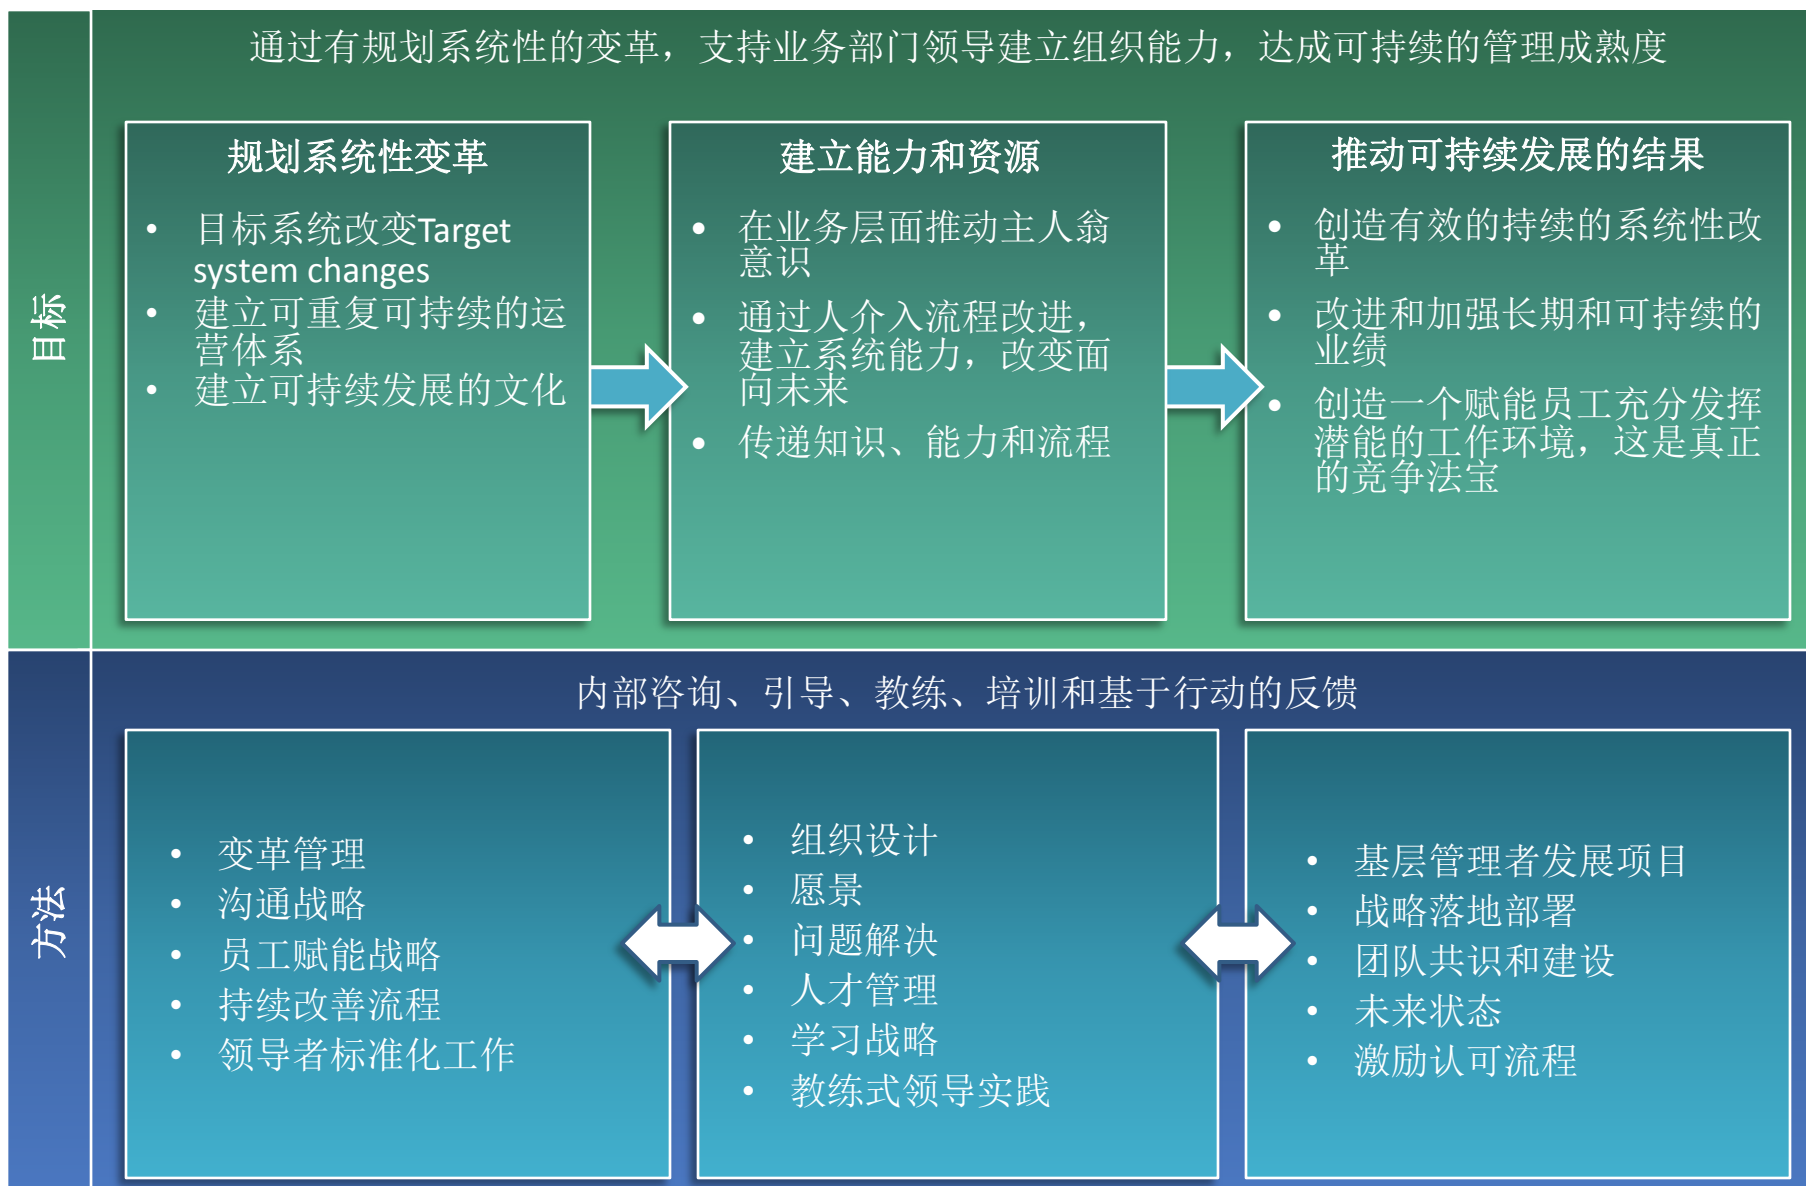 通过有规划系统性的变革，支持业务部门领导建立组织能力，达成可持续的管理成熟度
目标
规划系统性变革
• 目标系统改变Target
system changes
• 建立可重复可持续的运
营体系
• 建立可持续发展的文化
建立能力和资源
• 在业务层面推动主人翁
意识
• 通过人介入流程改进，
建立系统能力，改变面
向未来
• 传递知识、能力和流程
推动可持续发展的结果
• 创造有效的持续的系统性改
革
• 改进和加强长期和可持续的
业绩
• 创造一个赋能员工充分发挥
潜能的工作环境，这是真正
的竞争法宝
内部咨询、引导、教练、培训和基于行动的反馈
方法
• 变革管理
• 沟通战略
• 员工赋能战略
• 持续改善流程
• 领导者标准化工作
• 组织设计
• 愿景
• 问题解决
• 人才管理
• 学习战略
• 教练式领导实践
• 基层管理者发展项目
• 战略落地部署
• 团队共识和建设
• 未来状态
• 激励认可流程